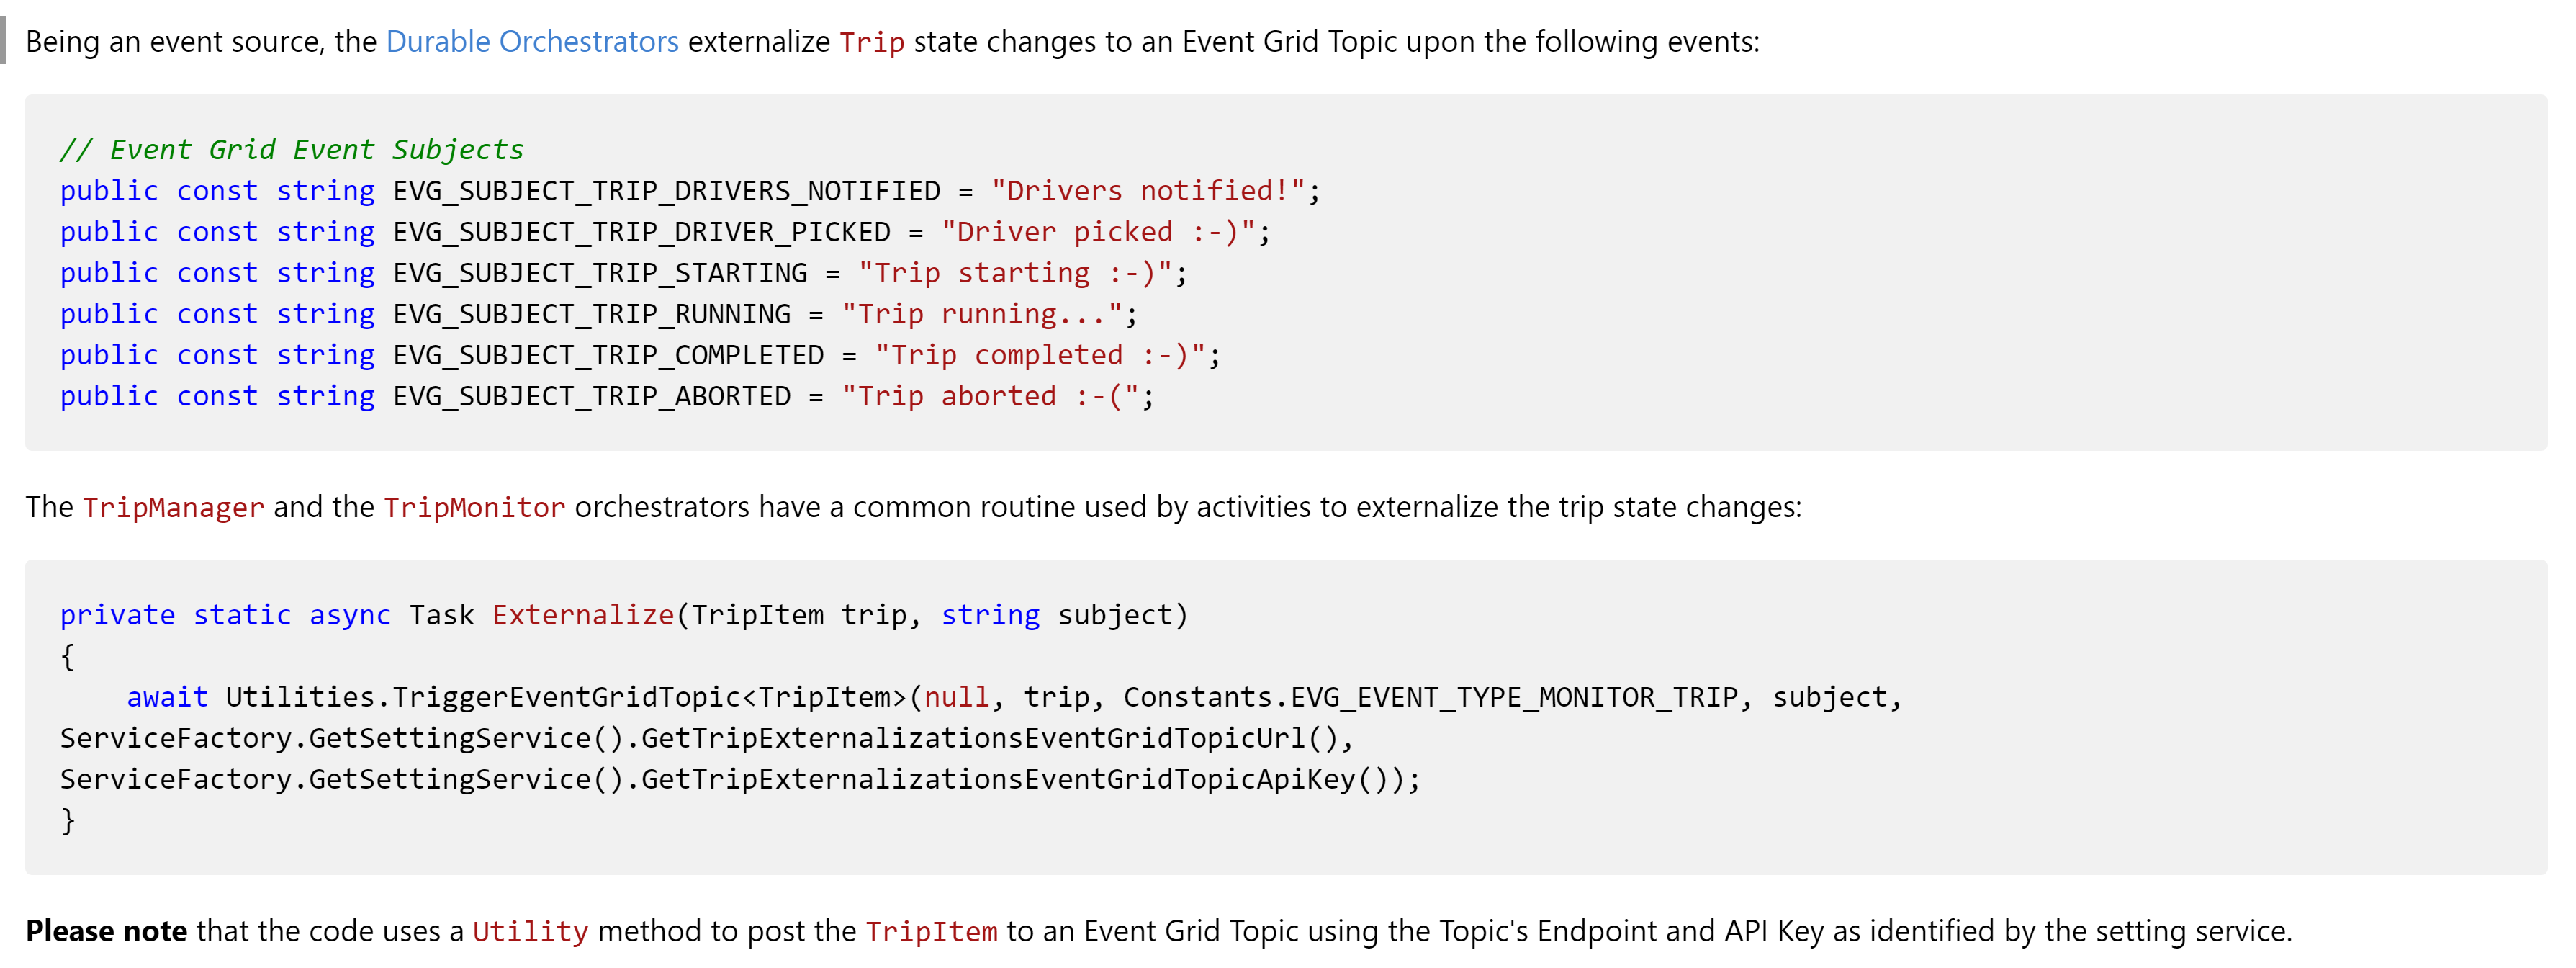 Being an event source, the Durable Orchestrators externalize Trip state changes to an Event Grid Topic upon the following events:
// Event Grid Event Subjects
public const string EVG_SUBJECT_TRIP_DRIVERS_NOTIFIED = "Drivers notified!";
public const string EVG_SUBJECT_TRIP_DRIVER_PICKED = "Driver picked :-)";
public const string EVG_SUBJECT_TRIP_STARTING = "Trip starting :-)";
public const string EVG_SUBJECT_TRIP_RUNNING = "Trip running...";
public const string EVG_SUBJECT_TRIP_COMPLETED = "Trip completed :-)";
public const string EVG_SUBJECT_TRIP_ABORTED = "Trip aborted :-(";
The TripManager and the TripMonitor orchestrators have a common routine used by activities to externalize the trip state changes:
private static async Task Externalize(TripItem trip, string subject)
{
    await Utilities.TriggerEventGridTopic<TripItem>(null, trip, Constants.EVG_EVENT_TYPE_MONITOR_TRIP, subject,
ServiceFactory.GetSettingService().GetTripExternalizationsEventGridTopicUrl(),
ServiceFactory.GetSettingService().GetTripExternalizationsEventGridTopicApiKey());
}
Please note that the code uses a Utility method to post the TripItem to an Event Grid Topic using the Topic's Endpoint and API Key as identified by the setting service.